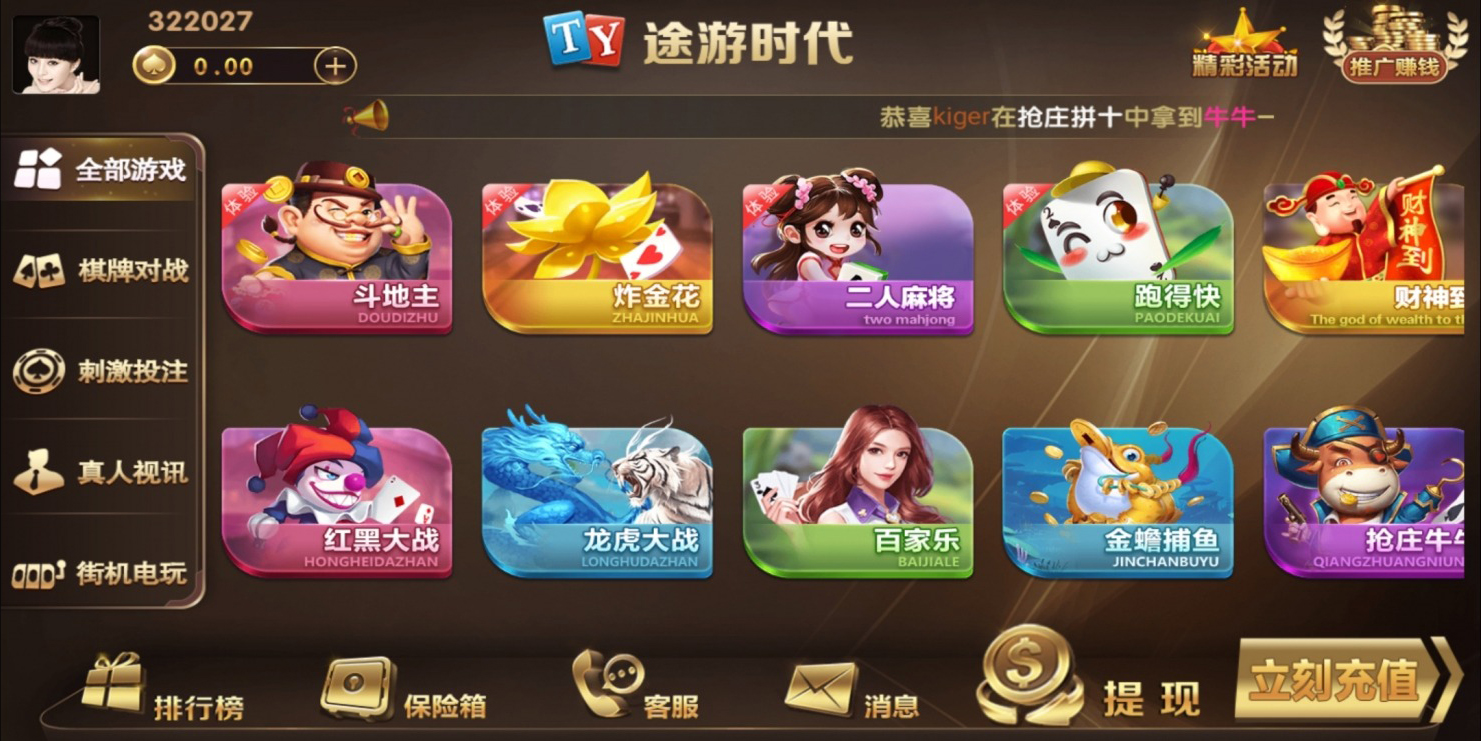 322027
0.00
TY 途游时代
精彩活动
推广赚钱
恭喜kiger在抢庄拼十中拿到牛牛一
全部游戏
棋牌对战
刺激投注
真人视讯
街机电玩
体验
斗地主
DOUDIZHU
体验
炸金花
ZHAJINHUA
体验
二人麻将
two mahjong
体验
跑得快
PAODEKUAI
财神到
财神到
The god of wealth to th
红黑大战
HONGHEIDAZHAN
龙虎大战
LONGHUDAZHAN
百家乐
BAIJIALE
金蟾捕鱼
JINCHANBUYU
抢庄牛牛
QIANGZHUANGNIUN
排行榜
保险箱
客服
消息
提现
立刻充值